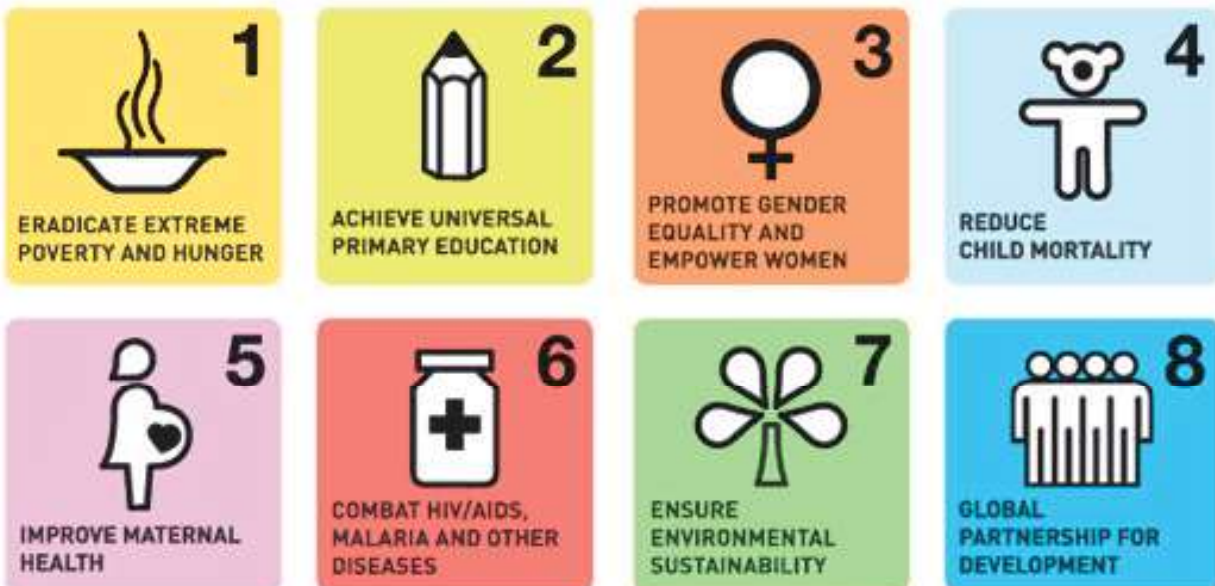 1
ERADICATE EXTREME
POVERTY AND HUNGER
2
ACHIEVE UNIVERSAL
PRIMARY EDUCATION
3
PROMOTE GENDER
EQUALITY AND
EMPOWER WOMEN
4
REDUCE
CHILD MORTALITY
5
IMPROVE MATERNAL
HEALTH
6
COMBAT HIV/AIDS,
MALARIA AND OTHER
DISEASES
7
ENSURE
ENVIRONMENTAL
SUSTAINABILITY
8
GLOBAL
PARTNERSHIP FOR
DEVELOPMENT